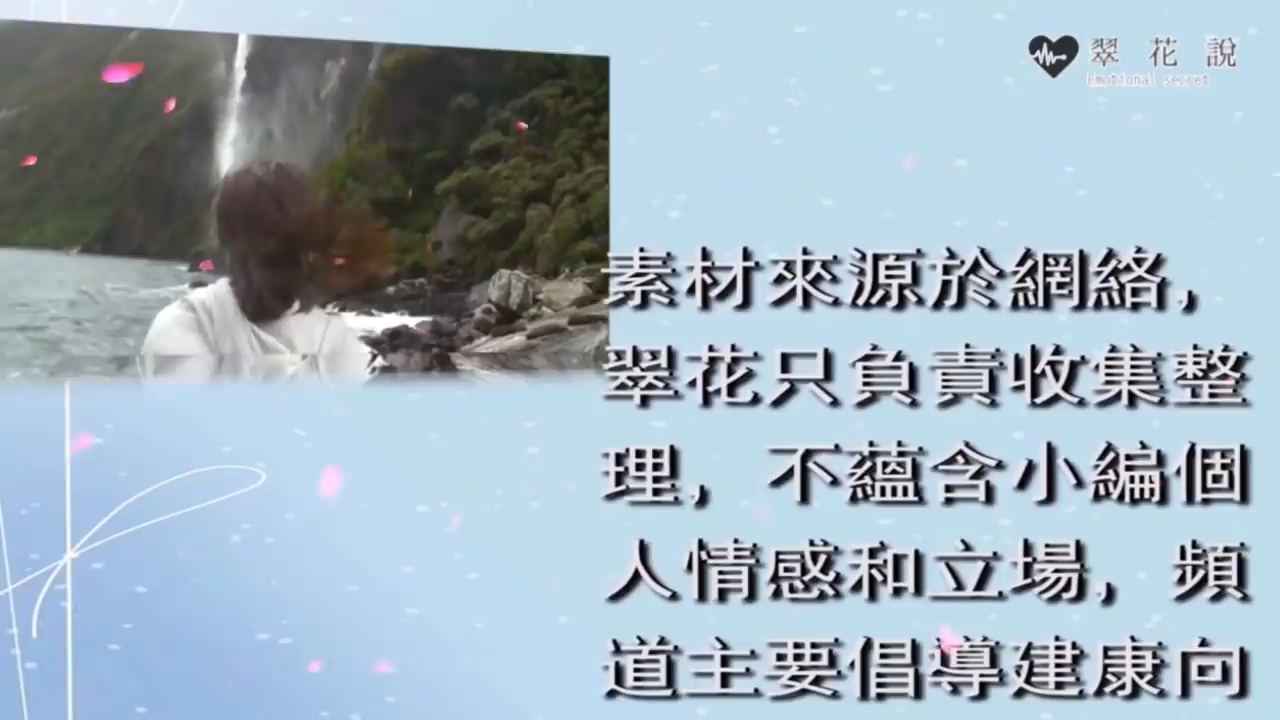 翠花說
Emotional secret
素材來源於網絡，
翠花只負責收集整
理，不蘊含小編個
人情感和立場，頻
道主要倡導建康向